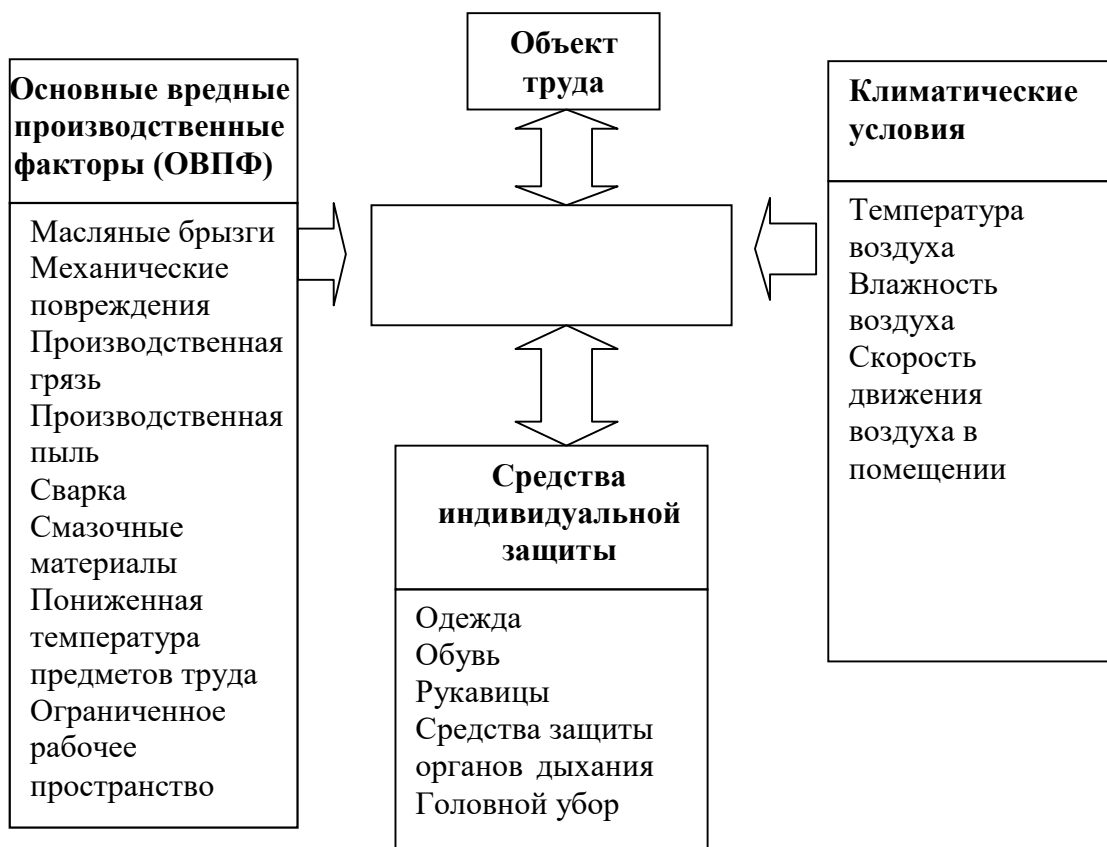 Объект
труда
Основные вредные
производственные
факторы (ОВПФ)
Масляные брызги
Механические
повреждения
Производственная
грязь
Производственная
пыль
Сварка
Смазочные
материалы
Пониженная
температура
предметов труда
Ограниченное
рабочее
пространство
Климатические
условия
Температура
воздуха
Влажность
воздуха
Скорость
движения
воздуха в
помещении
Средства
индивидуальной
защиты
Одежда
Обувь
Рукавицы
Средства защиты
органов дыхания
Головной убор